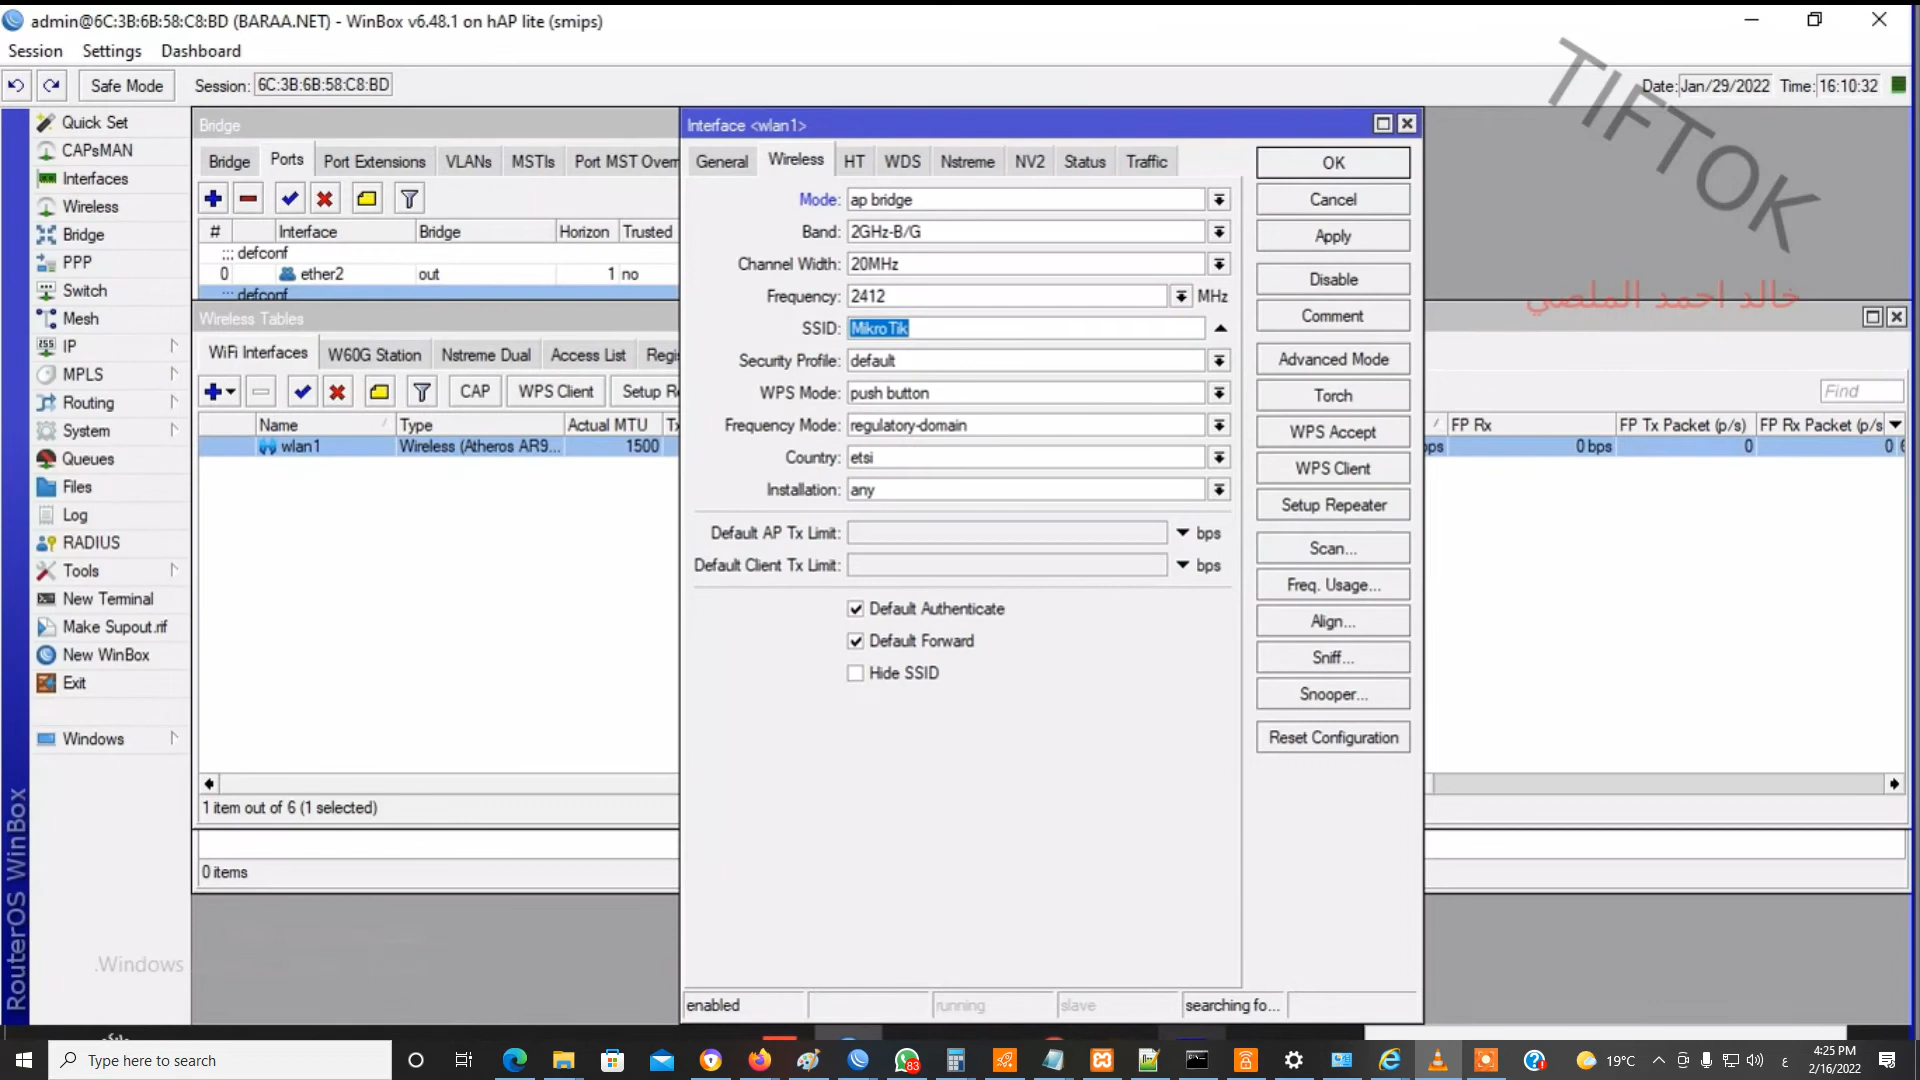 admin@6C:3B:6B:58:C8:BD (BARAA.NET) - WinBox v6.48.1 on hAP lite (smips)
Session Settings Dashboard
Safe Mode Session: 6C:3B:6B:58:C8:BD Date: Jan/29/2022 Time: 16:10:32
TIFTOK
خالد احمد الملصي
Quick Set
CAPsMAN
Interfaces
Wireless
Bridge
PPP
Switch
Mesh
IP
MPLS
Routing
System
Queues
Files
Log
RADIUS
Tools
New Terminal
Make Supout.rif
New WinBox
Exit
Windows
RouterOS WinBox
.Windows
Bridge
Bridge Ports Port Extensions VLANs MSTIs Port MST Overr
# Interface Bridge Horizon Trusted
;;; defconf
0 ether2 out 1 no
defconf
Wireless Tables
WiFi Interfaces W60G Station Nstreme Dual Access List Regis
CAP WPS Client Setup Re
Find
Name Type Actual MTU Tx
FP Rx FP Tx Packet (p/s) FP Rx Packet (p/s
wlan1 Wireless (Atheros AR9... 1500
bps 0 bps 0 0 6
1 item out of 6 (1 selected)
0 items
Interface <wlan1>
General Wireless HT WDS Nstreme NV2 Status Traffic
Mode: ap bridge
Band: 2GHz-B/G
Channel Width: 20MHz
Frequency: 2412 MHz
SSID: MikroTik
Security Profile: default
WPS Mode: push button
Frequency Mode: regulatory-domain
Country: etsi
Installation: any
Default AP Tx Limit: bps
Default Client Tx Limit: bps
Default Authenticate
Default Forward
Hide SSID
OK
Cancel
Apply
Disable
Comment
Advanced Mode
Torch
WPS Accept
WPS Client
Setup Repeater
Scan...
Freq. Usage...
Align...
Sniff...
Snooper...
Reset Configuration
enabled running slave searching fo...
Type here to search
83
19°C
ع
4:25 PM
2/16/2022